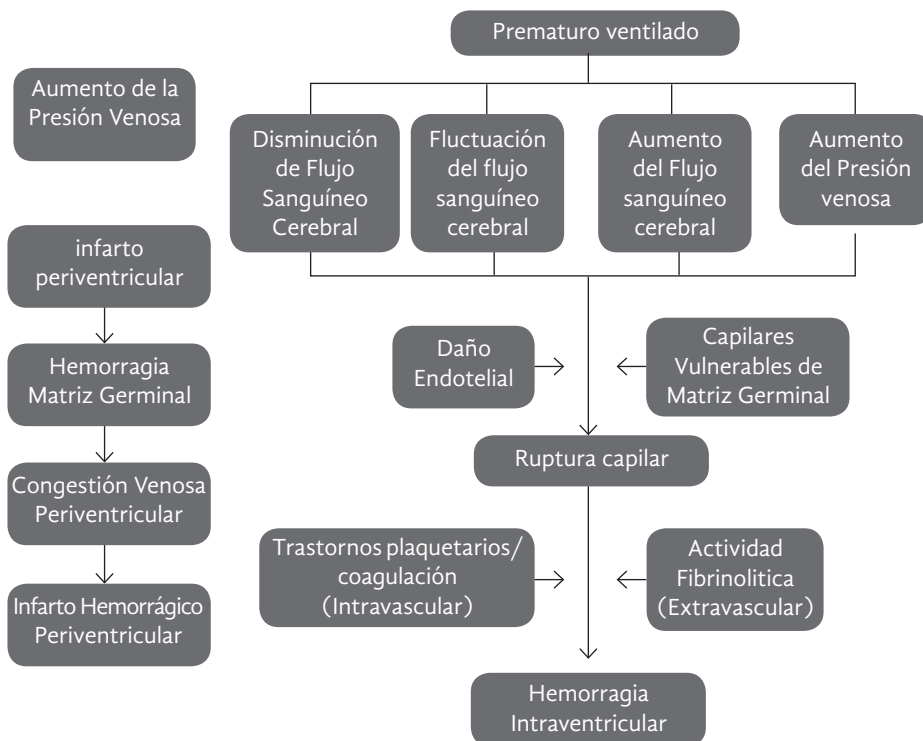 Prematuro ventilado
Aumento de la
Presión Venosa
Disminución
de Flujo
Sanguíneo
Cerebral
Fluctuación
del flujo
sanguíneo
cerebral
Aumento
del Flujo
sanguíneo
cerebral
Aumento
del Presión
venosa
infarto
periventricular
Hemorragia
Matriz Germinal
Congestión Venosa
Periventricular
Infarto Hemorrágico
Periventricular
Daño
Endotelial
Capilares
Vulnerables de
Matriz Germinal
Ruptura capilar
Trastornos plaquetarios/
coagulación
(Intravascular)
Actividad
Fibrinolitica
(Extravascular)
Hemorragia
Intraventricular